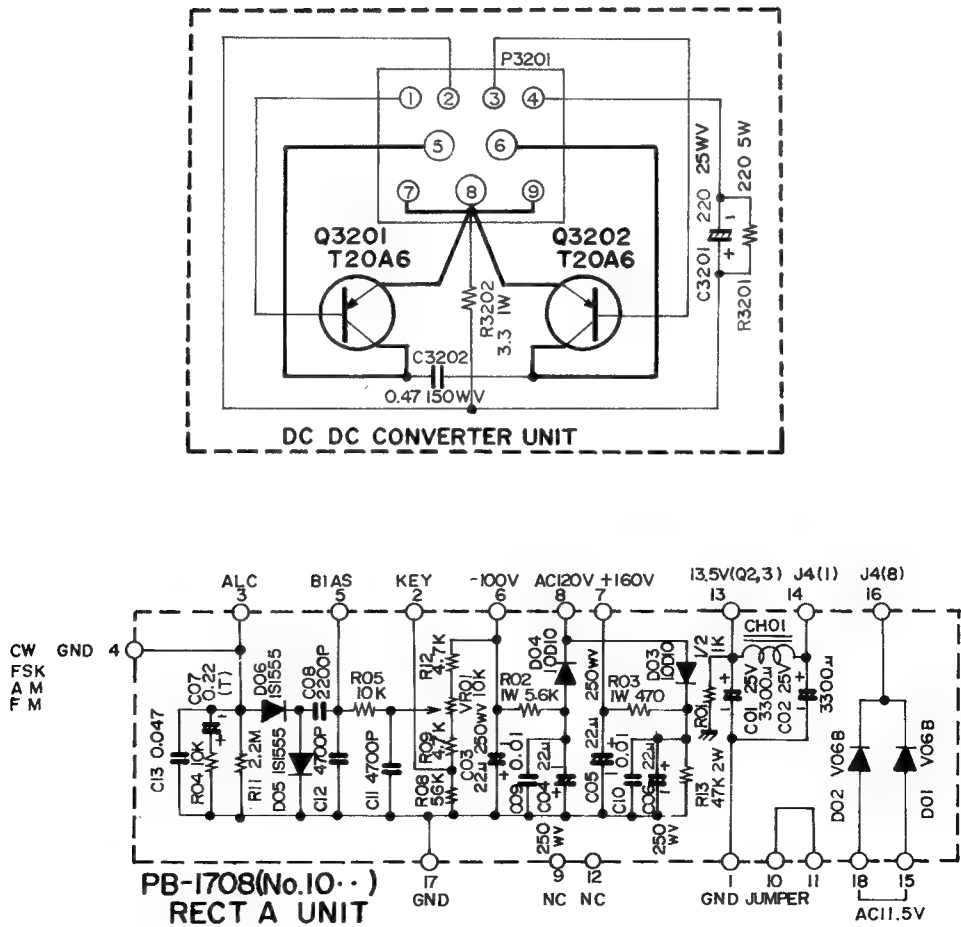 P3201
1 2 3 4
5 6
7 8 9
Q3201
T20A6
Q3202
T20A6
R3202
3.3 1W
C3201 220 25WV
- +
R3201
220 5W
C3202
0.47 150WV
DC DC CONVERTER UNIT
ALC
3
BIAS
5
KEY
2
-100V
6
AC120V
8
+160V
7
13.5V(Q2,3)
13
J4(1)
14
J4(8)
16
CW GND 4
FSK
AM
FM
C13 0.047
C07
0.22
(T)
R04 10K
R11 2.2M
D06
1S1555
D05 1S1555
C08
2200P
C12 4700P
R05
10K
C11 4700P
R12
4.7K
VR01
10K
R09
4.7K
R08
56K
C03
22μ 250WV
R02
1W 5.6K
C09 0.01
C04 22μ
250
WV
D04
10D10
250WV
C05 22μ
R03
1W 470
C10 0.01
C06 22μ
250
WV
D03
10D10
R13
47K 2W
R01
1/2
1K
CH01
C01 25V
3300μ
C02 25V
3300μ
D02 V06B
V06B
D01
17
GND
9
NC
12
NC
1
GND
10
JUMPER
11
18
15
AC11.5V
PB-1708(No.10··)
RECT A UNIT